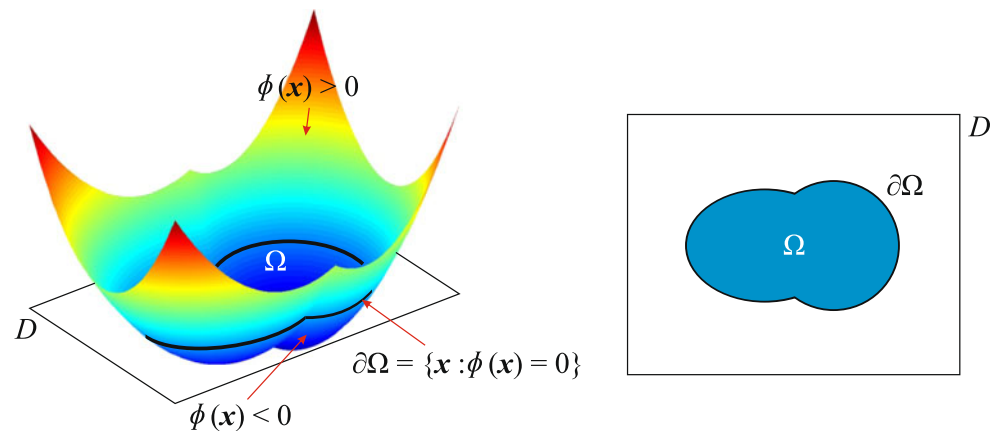 ϕ(x) > 0
Ω
D
∂Ω = {x :ϕ(x) = 0}
ϕ(x) < 0
D
∂Ω
Ω